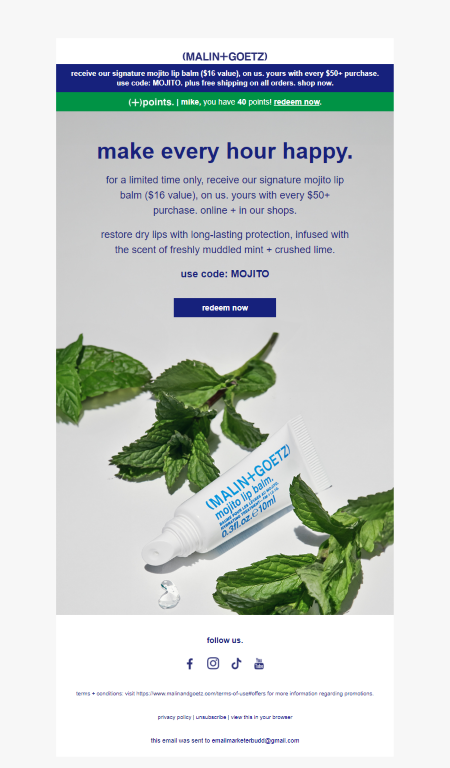 (MALIN+GOETZ)
receive our signature mojito lip balm ($16 value), on us. yours with every $50+ purchase.
use code: MOJITO. plus free shipping on all orders. shop now.
(+)points. | mike, you have 40 points! redeem now.
make every hour happy.
for a limited time only, receive our signature mojito lip
balm ($16 value), on us. yours with every $50+
purchase. online + in our shops.
restore dry lips with long-lasting protection, infused with
the scent of freshly muddled mint + crushed lime.
use code: MOJITO
redeem now
(MALIN+GOETZ)
mojito lip balm.
0.3fl.oz.℮10ml
follow us.
You
Tube
terms + conditions: visit https://www.malinandgoetz.com/terms-of-use#offers for more information regarding promotions.
privacy policy | unsubscribe | view this in your browser
this email was sent to emailmarketerbudd@gmail.com